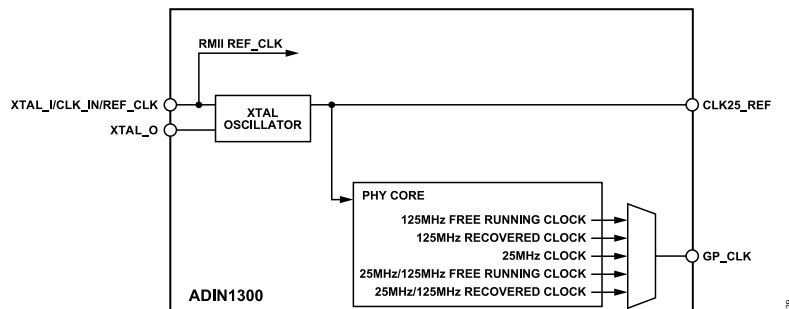 RMII REF_CLK
XTAL_I/CLK_IN/REF_CLK
XTAL
OSCILLATOR
CLK25_REF
XTAL_O
PHY CORE
125MHz FREE RUNNING CLOCK
125MHz RECOVERED CLOCK
25MHz CLOCK
GP_CLK
25MHz/125MHz FREE RUNNING CLOCK
25MHz/125MHz RECOVERED CLOCK
ADIN1300